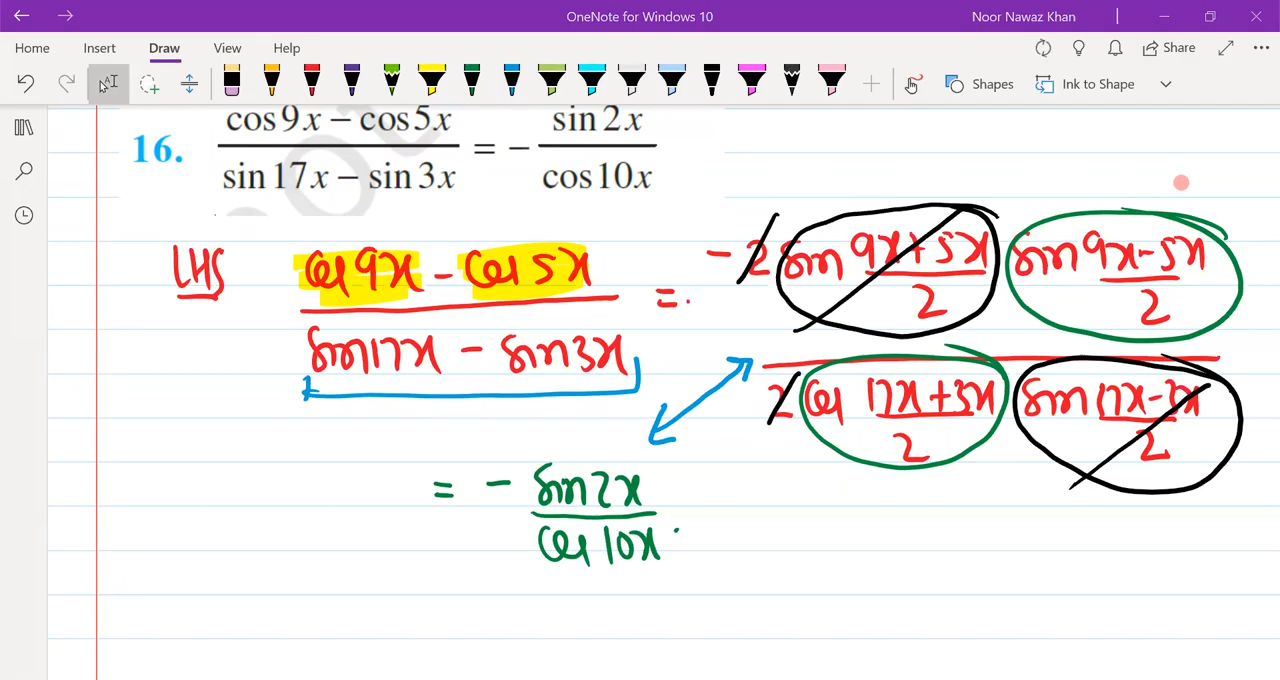 OneNote for Windows 10
Noor Nawaz Khan
Home Insert Draw View Help
Share
Shapes
Ink to Shape
16. cos 9x − cos 5x / sin 17x − sin 3x = − sin 2x / cos 10x
not
LHS
cos 9x − cos 5x / sin 17x − sin 3x = −2 sin 9x+5x / 2 sin 9x−5x / 2
2 cos 17x+3x / 2 sin 17x−3x / 2
= − sin 2x / cos 10x